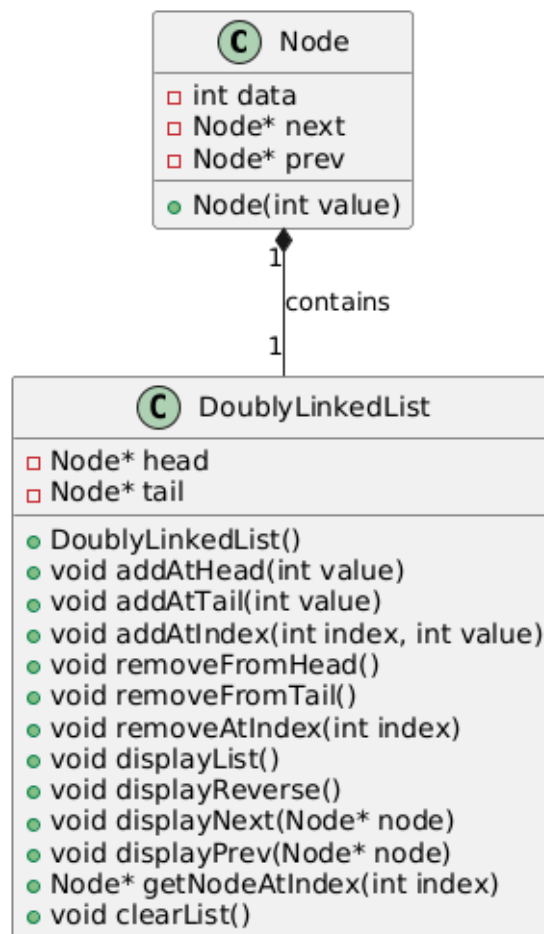 C Node
int data
Node* next
Node* prev
Node(int value)
1
contains
1
C DoublyLinkedList
Node* head
Node* tail
DoublyLinkedList()
void addAtHead(int value)
void addAtTail(int value)
void addAtIndex(int index, int value)
void removeFromHead()
void removeFromTail()
void removeAtIndex(int index)
void displayList()
void displayReverse()
void displayNext(Node* node)
void displayPrev(Node* node)
Node* getNodeAtIndex(int index)
void clearList()